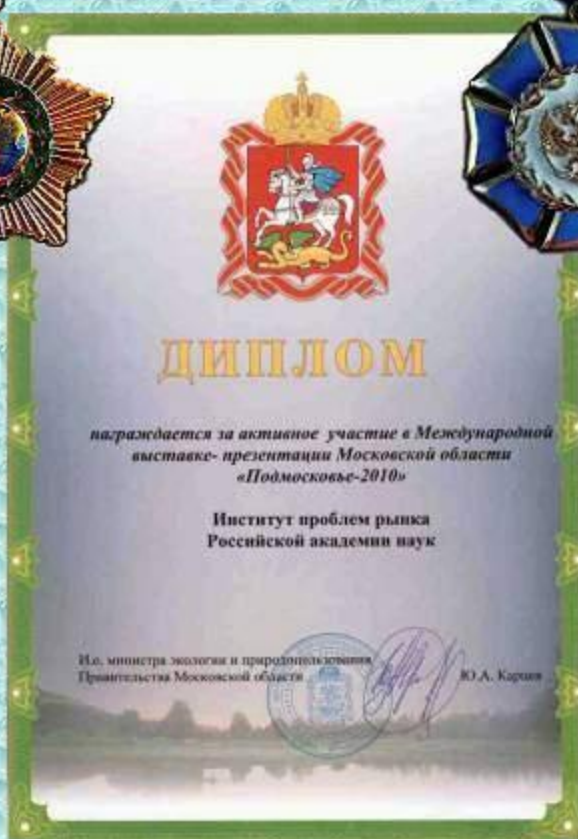 ДИПЛОМ
награждается за активное участие в Международной
выставке- презентации Московской области
«Подмосковье-2010»
Институт проблем рынка
Российской академии наук
И.о. министра экологии и природопользования
Правительства Московской области
Ю.А.